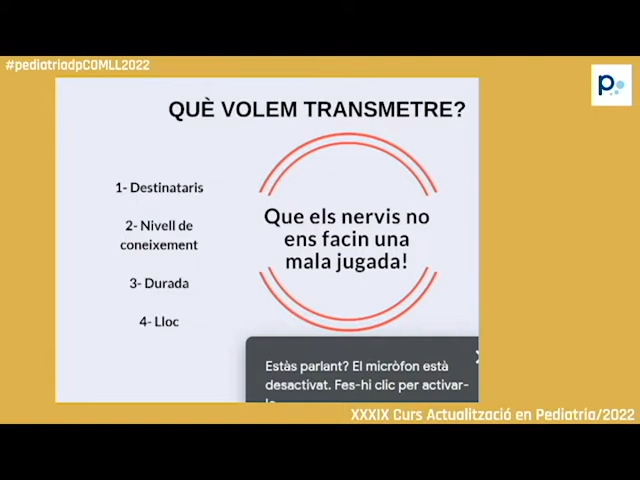 #pediatriadpCOMLL2022
p
QUÈ VOLEM TRANSMETRE?
1- Destinataris
2- Nivell de
coneixement
3- Durada
4- Lloc
Que els nervis no
ens facin una
mala jugada!
Estàs parlant? El micròfon està
desactivat. Fes-hi clic per activar-
XXXIX Curs Actualització en Pediatria/2022